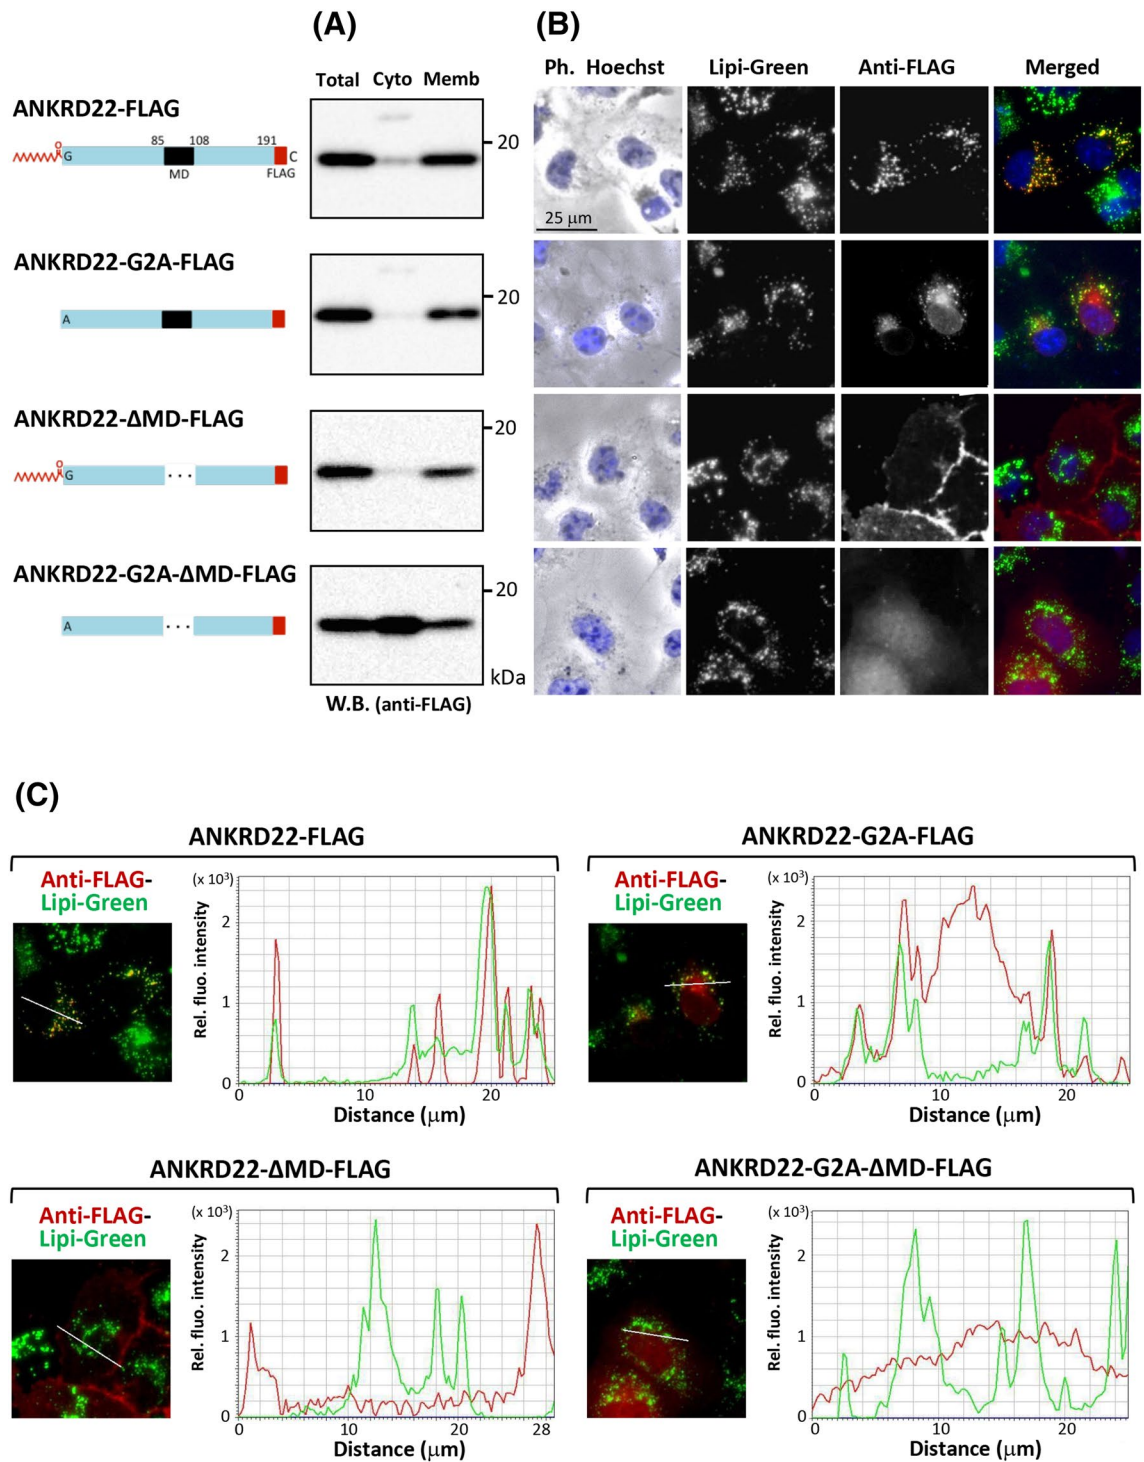 (A)
Total Cyto Memb
ANKRD22-FLAG
85 108 191
G C
MD FLAG
20
ANKRD22-G2A-FLAG
A
20
ANKRD22-ΔMD-FLAG
G ...
20
ANKRD22-G2A-ΔMD-FLAG
A ...
20
kDa
W.B. (anti-FLAG)
(B)
Ph. Hoechst Lipi-Green Anti-FLAG Merged
25 μm
(C)
ANKRD22-FLAG
Anti-FLAG-
Lipi-Green
(x 10³)
Rel. fluo. intensity
2
1
0
0 10 20
Distance (μm)
ANKRD22-G2A-FLAG
Anti-FLAG-
Lipi-Green
(x 10³)
Rel. fluo. intensity
2
1
0
0 10 20
Distance (μm)
ANKRD22-ΔMD-FLAG
Anti-FLAG-
Lipi-Green
(x 10³)
Rel. fluo. intensity
2
1
0
0 10 20 28
Distance (μm)
ANKRD22-G2A-ΔMD-FLAG
Anti-FLAG-
Lipi-Green
(x 10³)
Rel. fluo. intensity
2
1
0
0 10 20
Distance (μm)